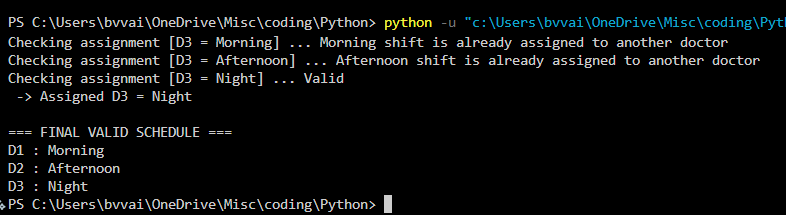 PS C:\Users\bvvai\OneDrive\Misc\coding\Python> python -u "c:\Users\bvvai\OneDrive\Misc\coding\Pyt
Checking assignment [D3 = Morning] ... Morning shift is already assigned to another doctor
Checking assignment [D3 = Afternoon] ... Afternoon shift is already assigned to another doctor
Checking assignment [D3 = Night] ... Valid
 -> Assigned D3 = Night
=== FINAL VALID SCHEDULE ===
D1 : Morning
D2 : Afternoon
D3 : Night
PS C:\Users\bvvai\OneDrive\Misc\coding\Python>